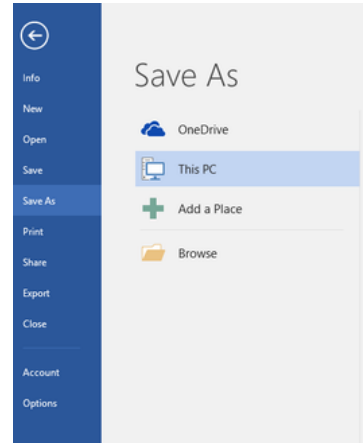 Info
New
Open
Save
Save As
Print
Share
Export
Close
Account
Options
Save As
OneDrive
This PC
Add a Place
Browse